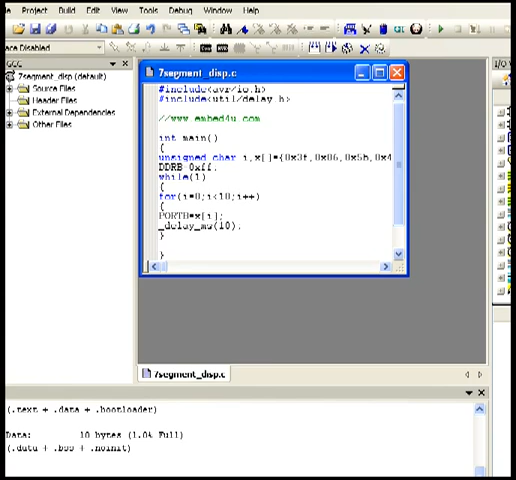 Project Build Edit View Tools Debug Window Help
ace Disabled
GCC
I/O V
7segment_disp (default)
Source Files
Header Files
External Dependencies
Other Files
7segment_disp.c
#include<avr/io.h>
#include<util/delay.h>
//www.embed4u.com
int main()
{
unsigned char i,x[]={0x3f,0x06,0x5b,0x4
DDRB 0xff;
while(1)
{
for(i=0;i<10;i++)
{
PORTB=x[i];
_delay_ms(10);
}
}
7segment_disp.c
(.text + .data + .bootloader)
Data: 10 bytes (1.0% Full)
(.data + .bss + .noinit)